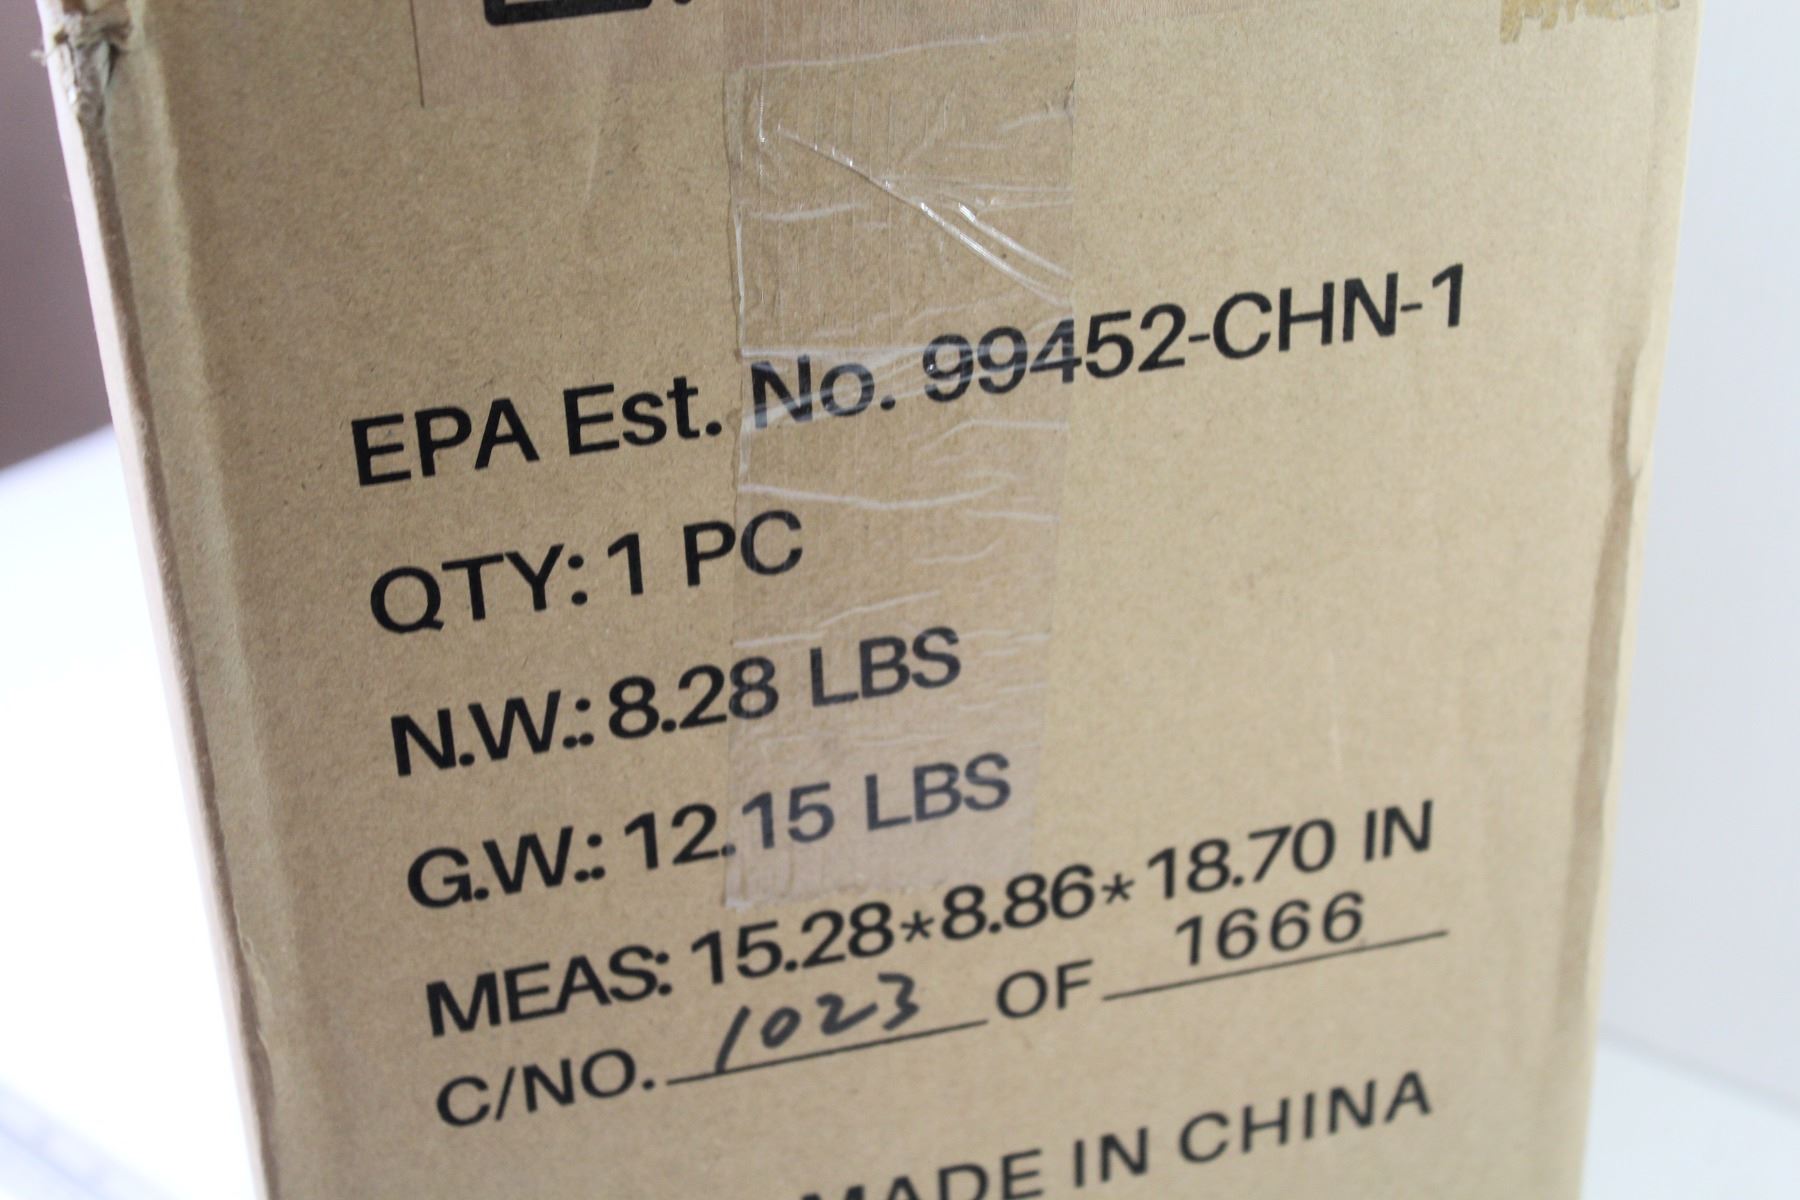 EPA Est. No. 99452-CHN-1
QTY: 1 PC
N.W.: 8.28 LBS
G.W.: 12.15 LBS
MEAS: 15.28*8.86*18.70 IN
C/NO. 1023 OF 1666
MADE IN CHINA